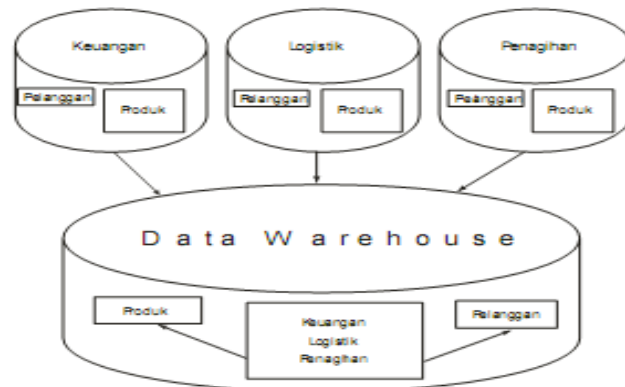 Keuangan
Logistik
Penagihan
Pelanggan
Produk
Pelanggan
Produk
Pelanggan
Produk
Data Warehouse
Produk
Keuangan
Logistik
Penagihan
Pelanggan